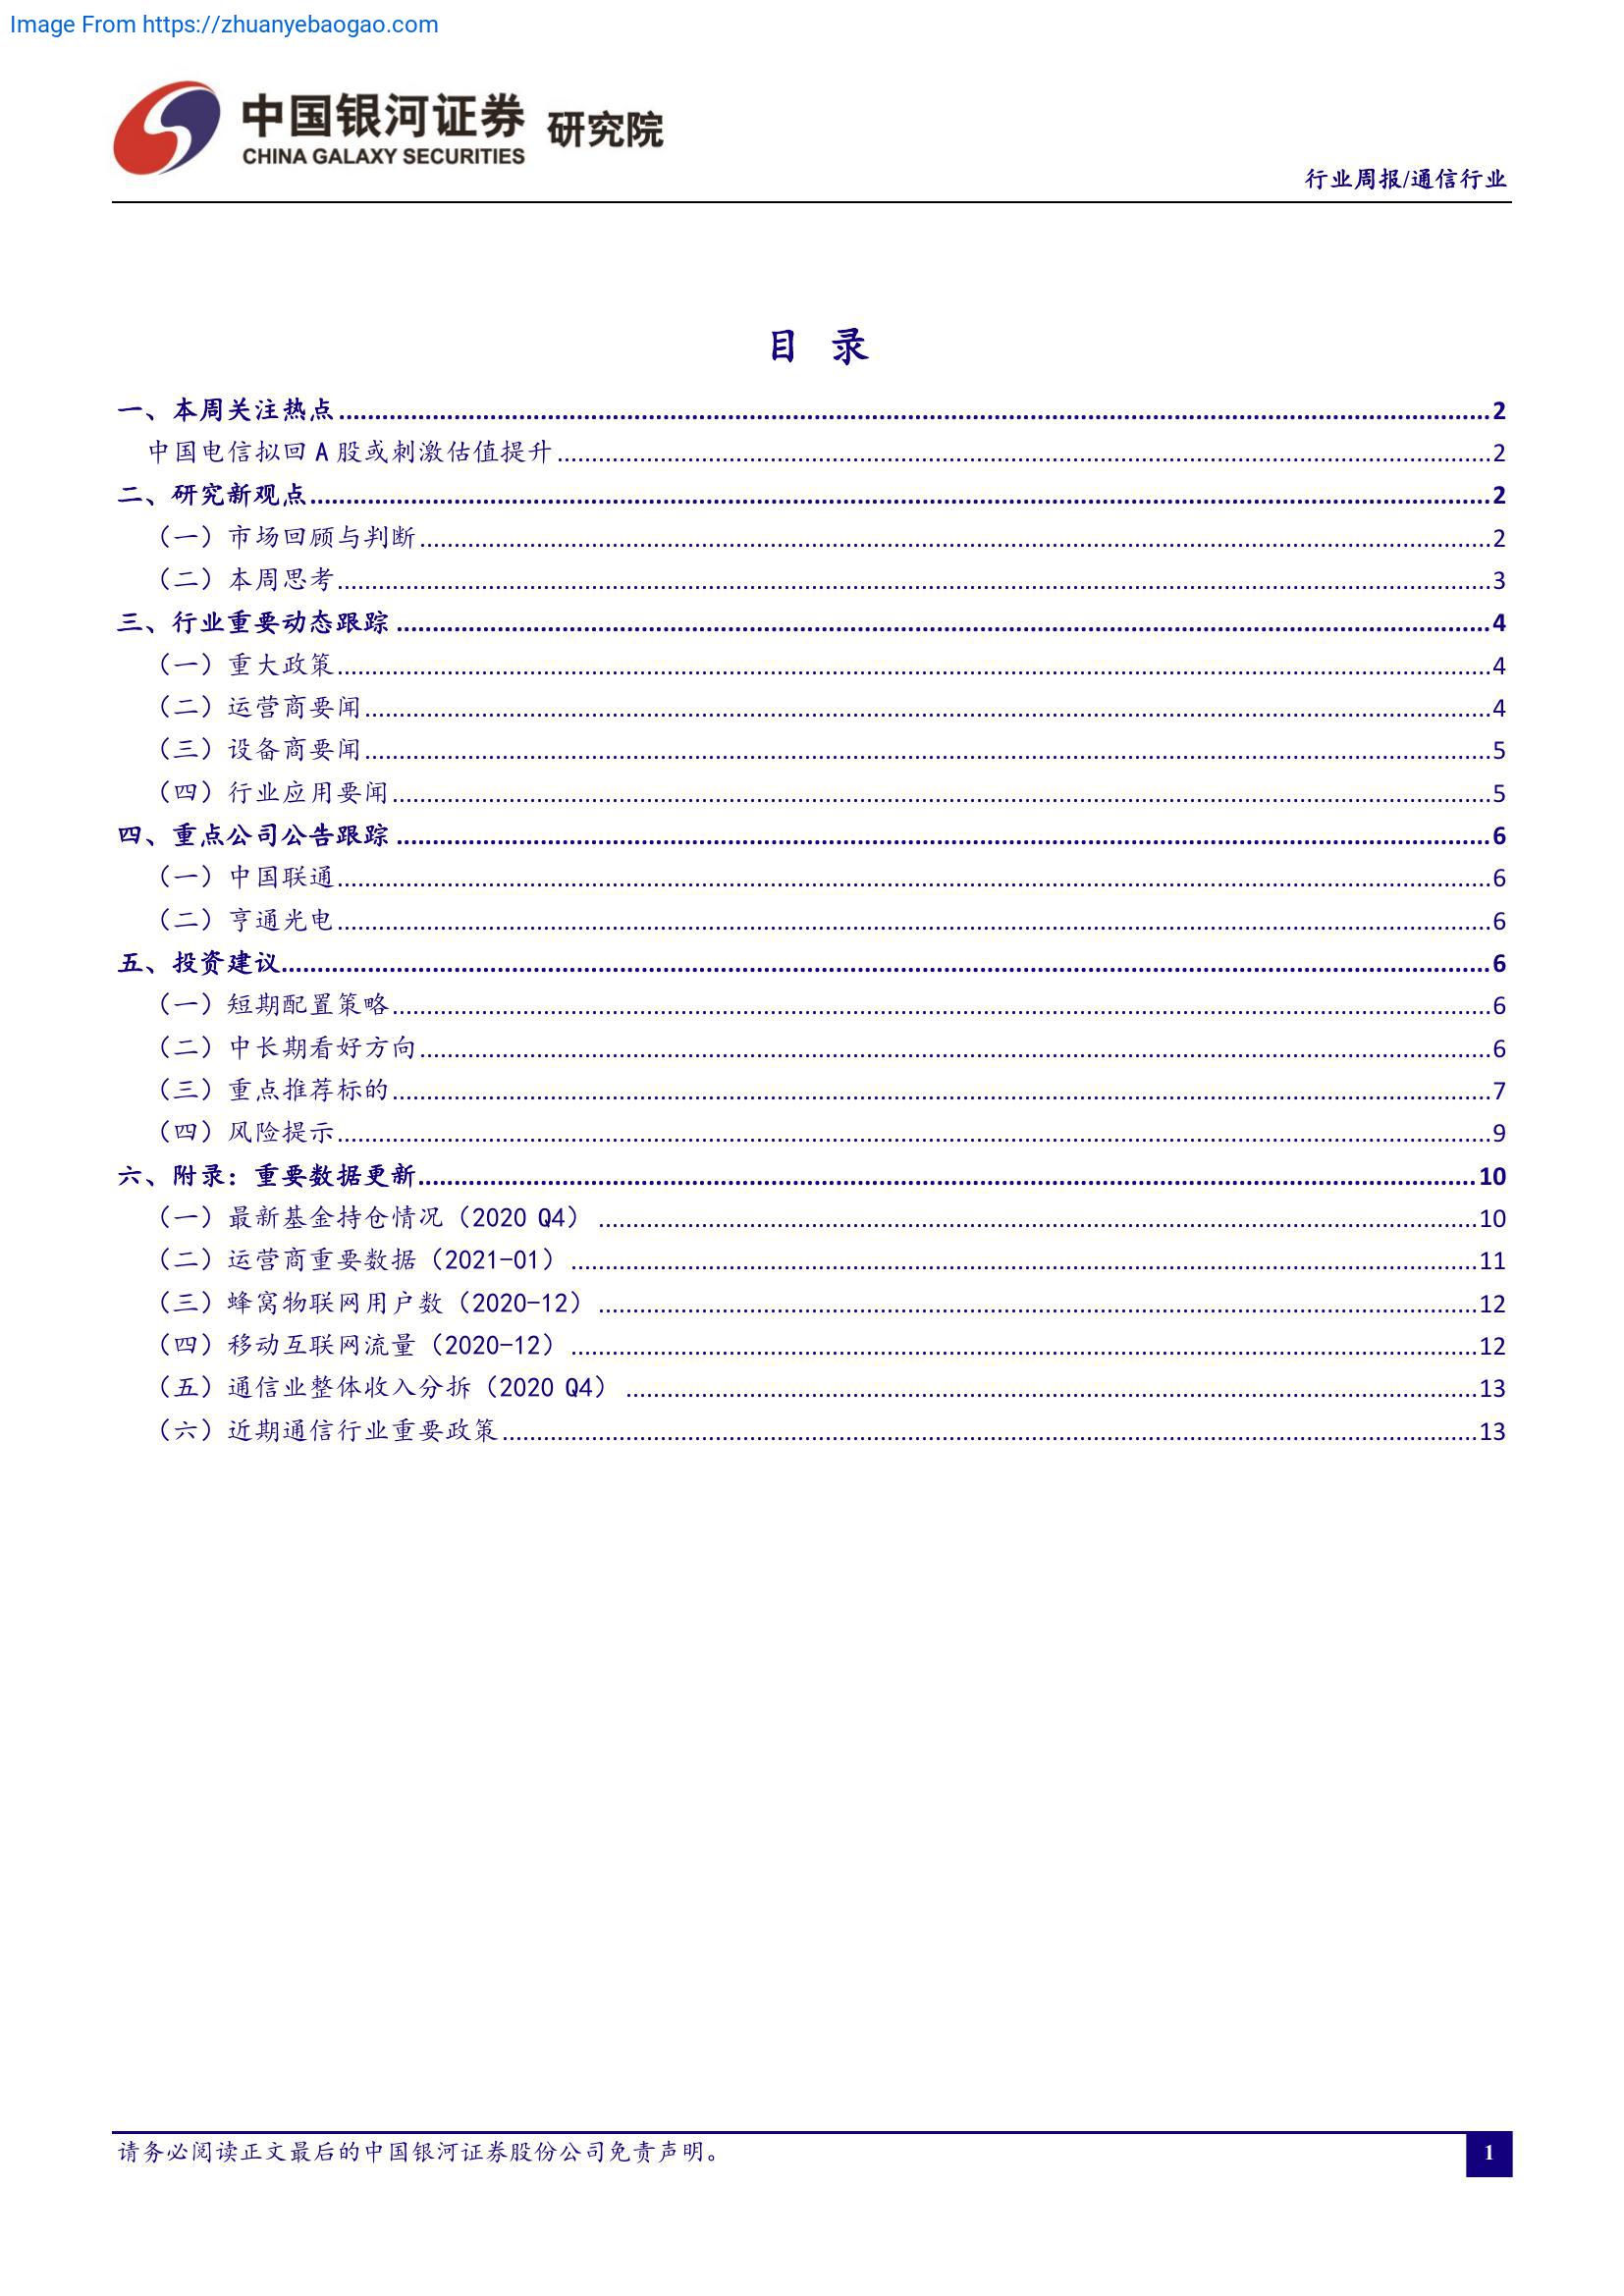 Image From https://zhuanyebaogao.com
中国银河证券 研究院
CHINA GALAXY SECURITIES
行业周报/通信行业
目 录
一、本周关注热点 2
中国电信拟回 A 股或刺激估值提升 2
二、研究新观点 2
（一）市场回顾与判断 2
（二）本周思考 3
三、行业重要动态跟踪 4
（一）重大政策 4
（二）运营商要闻 4
（三）设备商要闻 5
（四）行业应用要闻 5
四、重点公司公告跟踪 6
（一）中国联通 6
（二）亨通光电 6
五、投资建议 6
（一）短期配置策略 6
（二）中长期看好方向 6
（三）重点推荐标的 7
（四）风险提示 9
六、附录：重要数据更新 10
（一）最新基金持仓情况（2020 Q4） 10
（二）运营商重要数据（2021-01） 11
（三）蜂窝物联网用户数（2020-12） 12
（四）移动互联网流量（2020-12） 12
（五）通信业整体收入分拆（2020 Q4） 13
（六）近期通信行业重要政策 13
请务必阅读正文最后的中国银河证券股份公司免责声明。
1